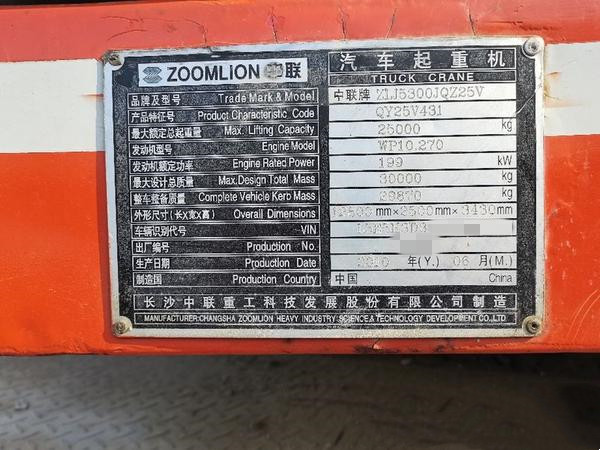 ZOOMLION 中联 汽车起重机
TRUCK CRANE
品牌及型号 Trade Mark & Model 中联牌 ZLJ5300JQZ25V
产品特征号 Product Characteristic Code QY25V431
最大额定总起重量 Max. Lifting Capacity 25000 kg
发动机型号 Engine Model WP10.270
发动机额定功率 Engine Rated Power 199 kW
最大设计总质量 Max.Design Total Mass 30000 kg
整车整备质量 Complete Vehicle Kerb Mass 29870 kg
外形尺寸(长X宽X高) Overall Dimensions 12500 mm×2500mm×3430mm
车辆识别代号 VIN
出厂编号 Production No.
生产日期 Production Date 2010 年(Y.) 06 月(M.)
制造国 Production Country 中国 China
长沙中联重工科技发展股份有限公司制造
MANUFACTURER:CHANGSHA ZOOMLION HEAVY INDUSTRY SCIENCE&TECHNOLOGY DEVELOPMENT CO.,LTD.